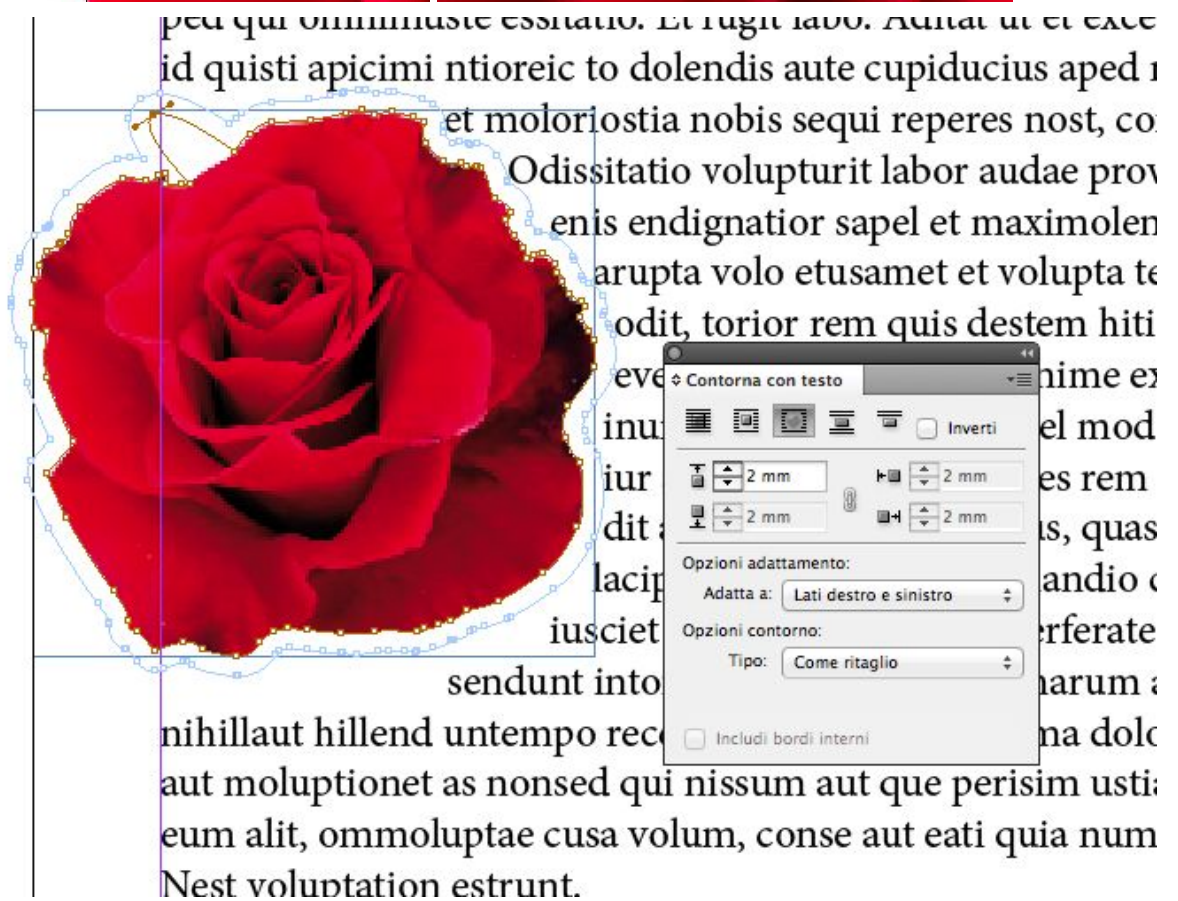 ped qui omnimuste essitatio. Et fugit labo. Aditat ut et exce
id quisti apicimi ntioreic to dolendis aute cupiducius aped
et moloriostia nobis sequi reperes nost, co
Odissitatio volupturit labor audae prov
enis endignatior sapel et maximolen
arupta volo etusamet et volupta te
odit, torior rem quis destem hiti
eve nime ex
inu el mod
iur es rem
dit us, quas
lacip andio
iusciet erferate
sendunt into narum a
nihillaut hillend untempo reco ma dolo
aut moluptionet as nonsed qui nissum aut que perisim ustia
eum alit, ommoluptae cusa volum, conse aut eati quia num
Nest voluptation estrunt.
Contorna con testo
Inverti
2 mm 2 mm
2 mm 2 mm
Opzioni adattamento:
Adatta a: Lati destro e sinistro
Opzioni contorno:
Tipo: Come ritaglio
Includi bordi interni